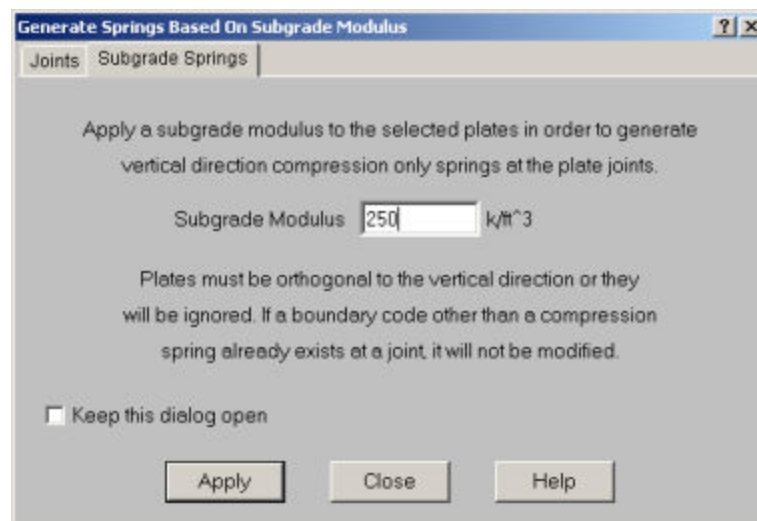 Generate Springs Based On Subgrade Modulus
Joints Subgrade Springs
Apply a subgrade modulus to the selected plates in order to generate
vertical direction compression only springs at the plate joints.
Subgrade Modulus 250 k/ft^3
Plates must be orthogonal to the vertical direction or they
will be ignored. If a boundary code other than a compression
spring already exists at a joint, it will not be modified.
Keep this dialog open
Apply Close Help